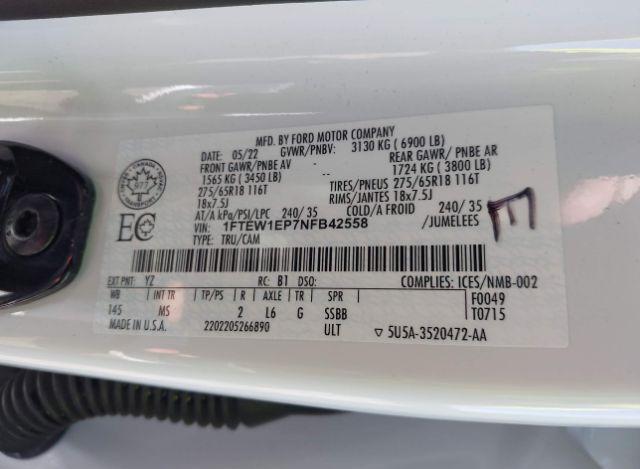 MFD. BY FORD MOTOR COMPANY
DATE: 05/22 GVWR/PNBV: 3130 KG ( 6900 LB)
FRONT GAWR/PNBE AV REAR GAWR/ PNBE AR
1565 KG ( 3450 LB) 1724 KG ( 3800 LB)
275/65R18 116T TIRES/PNEUS 275/65R18 116T
18x7.5J RIMS/JANTES 18x7.5J
AT/A kPa/PSI/LPC 240/ 35 COLD/A FROID 240/ 35
/JUMELEES
E
EC
VIN: 1FTEW1EP7NFB42558
TYPE: TRU/CAM
EXT PNT: YZ RC: B1 DSO: COMPLIES: ICES/NMB-002
WB INT TR TP/PS R AXLE TR SPR F0049
145 MS 2 L6 G SSBB T0715
MADE IN U.S.A. 2202205266890 ULT ▽ 5U5A-3520472-AA